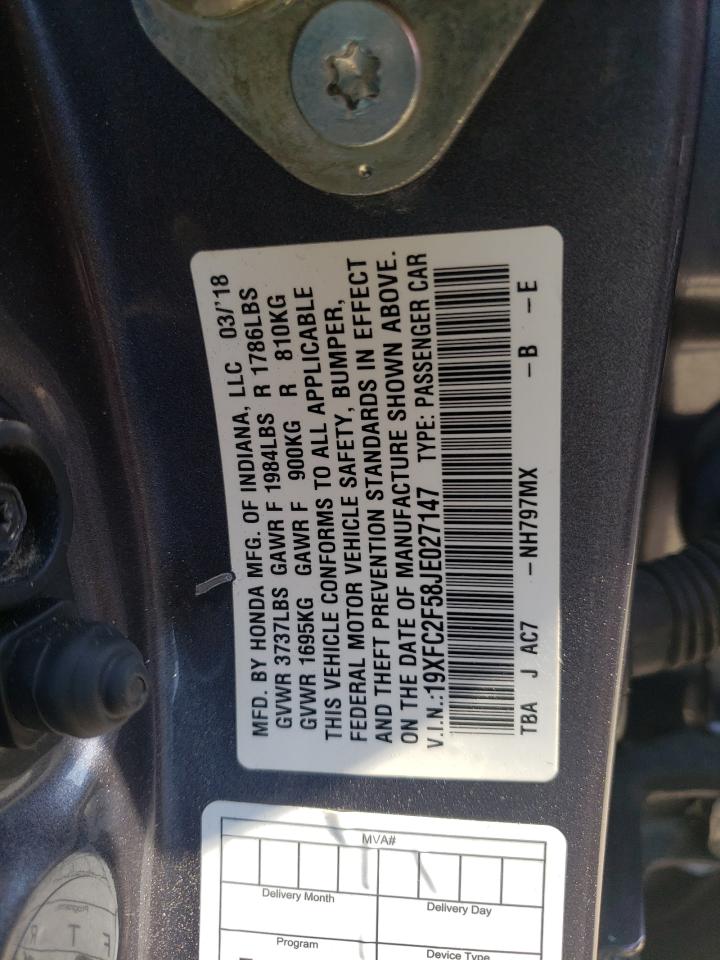 MFD. BY HONDA MFG. OF INDIANA, LLC 03/'18
GVWR 3737LBS GAWR F 1984LBS R 1786LBS
GVWR 1695KG GAWR F 900KG R 810KG
THIS VEHICLE CONFORMS TO ALL APPLICABLE
FEDERAL MOTOR VEHICLE SAFETY, BUMPER,
AND THEFT PREVENTION STANDARDS IN EFFECT
ON THE DATE OF MANUFACTURE SHOWN ABOVE.
V.I.N.:19XFC2F58JE027147 TYPE: PASSENGER CAR
TBA J AC7 -NH797MX -B -E
MVA#
Delivery Month
Delivery Day
Program
Device Type